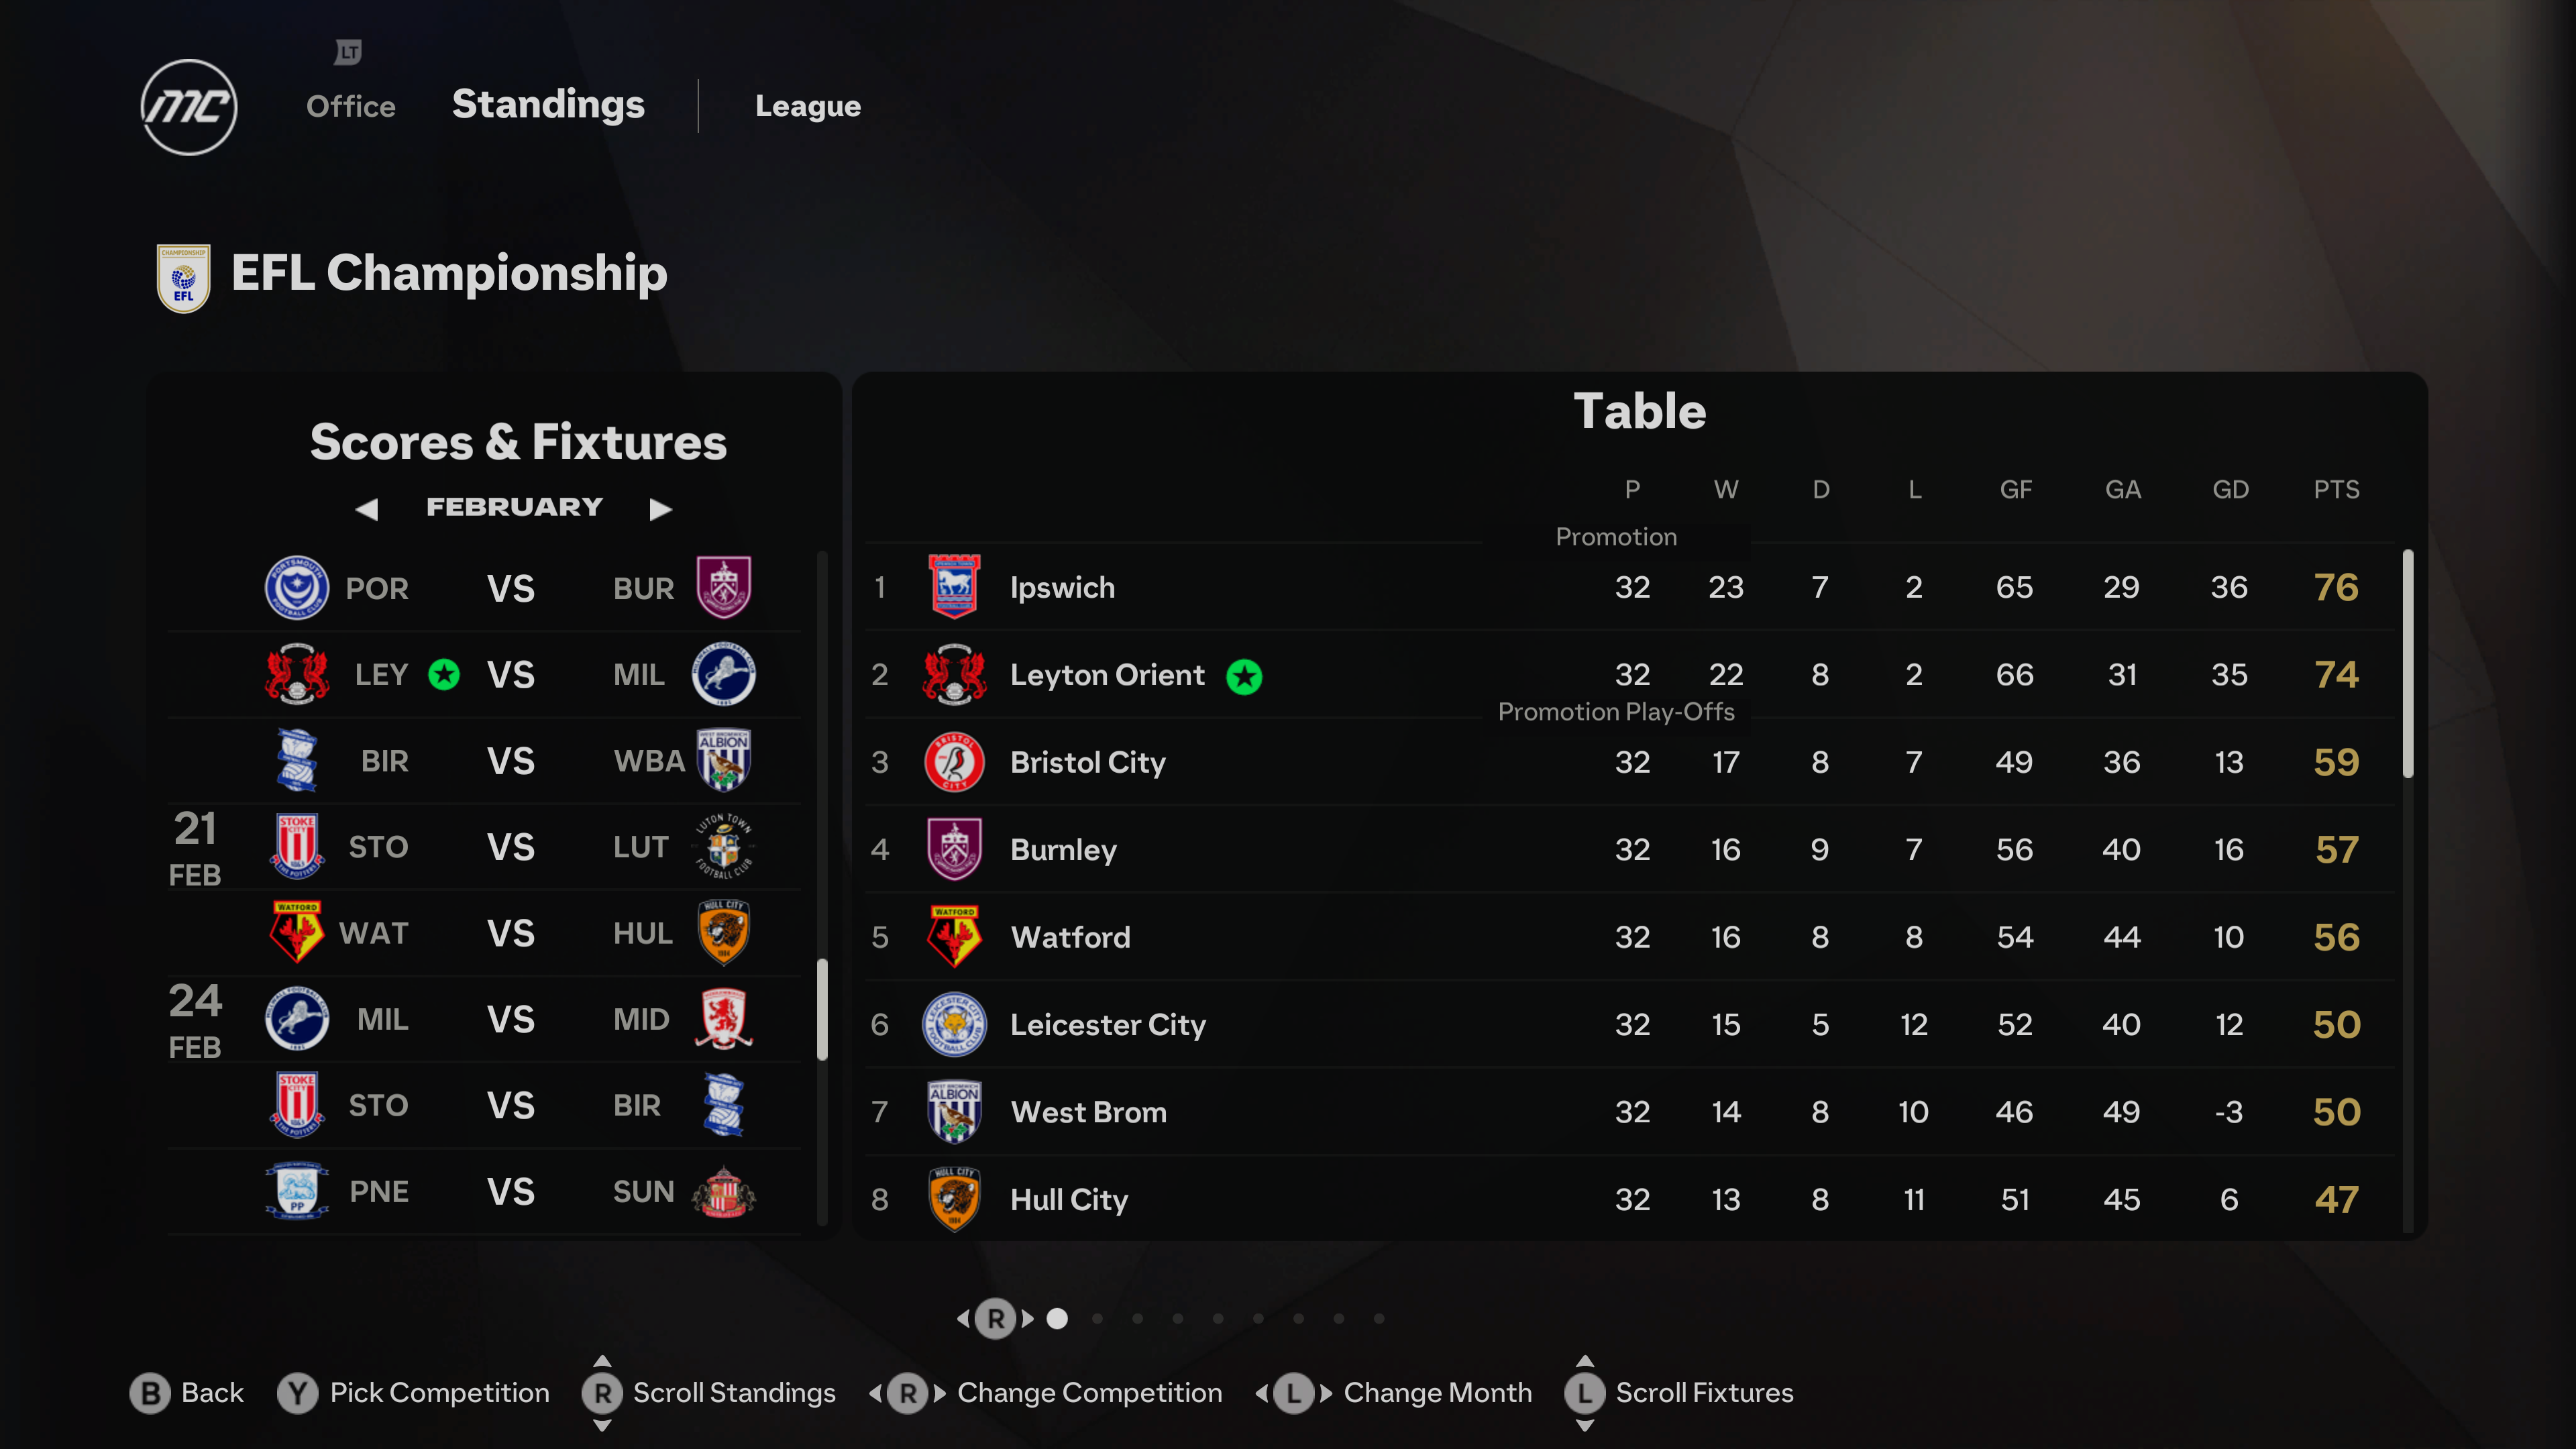 LT
MC
Office Standings League
CHAMPIONSHIP
EFL
EFL Championship
Scores & Fixtures
FEBRUARY
POR VS BUR
LEY VS MIL
BIR VS WBA
21 FEB STO VS LUT
WAT VS HUL
24 FEB MIL VS MID
STO VS BIR
PNE VS SUN
Table
P W D L GF GA GD PTS
Promotion
1 Ipswich 32 23 7 2 65 29 36 76
2 Leyton Orient 32 22 8 2 66 31 35 74
Promotion Play-Offs
3 Bristol City 32 17 8 7 49 36 13 59
4 Burnley 32 16 9 7 56 40 16 57
5 Watford 32 16 8 8 54 44 10 56
6 Leicester City 32 15 5 12 52 40 12 50
7 West Brom 32 14 8 10 46 49 -3 50
8 Hull City 32 13 8 11 51 45 6 47
R
B Back Y Pick Competition R Scroll Standings R Change Competition L Change Month L Scroll Fixtures